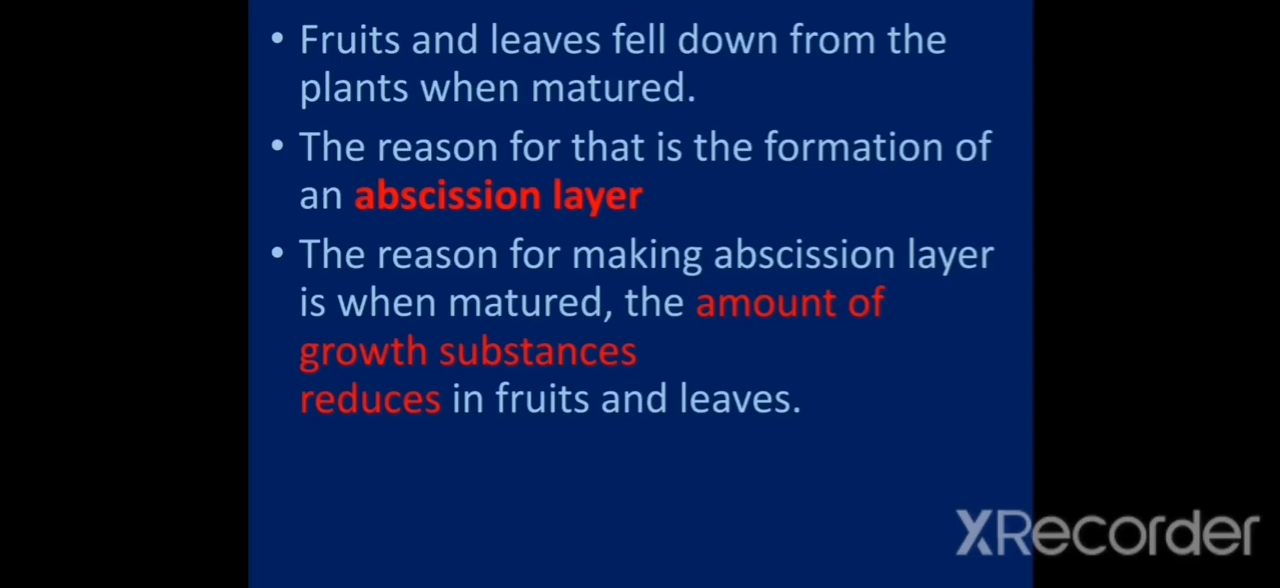 • Fruits and leaves fell down from the
plants when matured.
• The reason for that is the formation of
an abscission layer
• The reason for making abscission layer
is when matured, the amount of
growth substances
reduces in fruits and leaves.
XRecorder